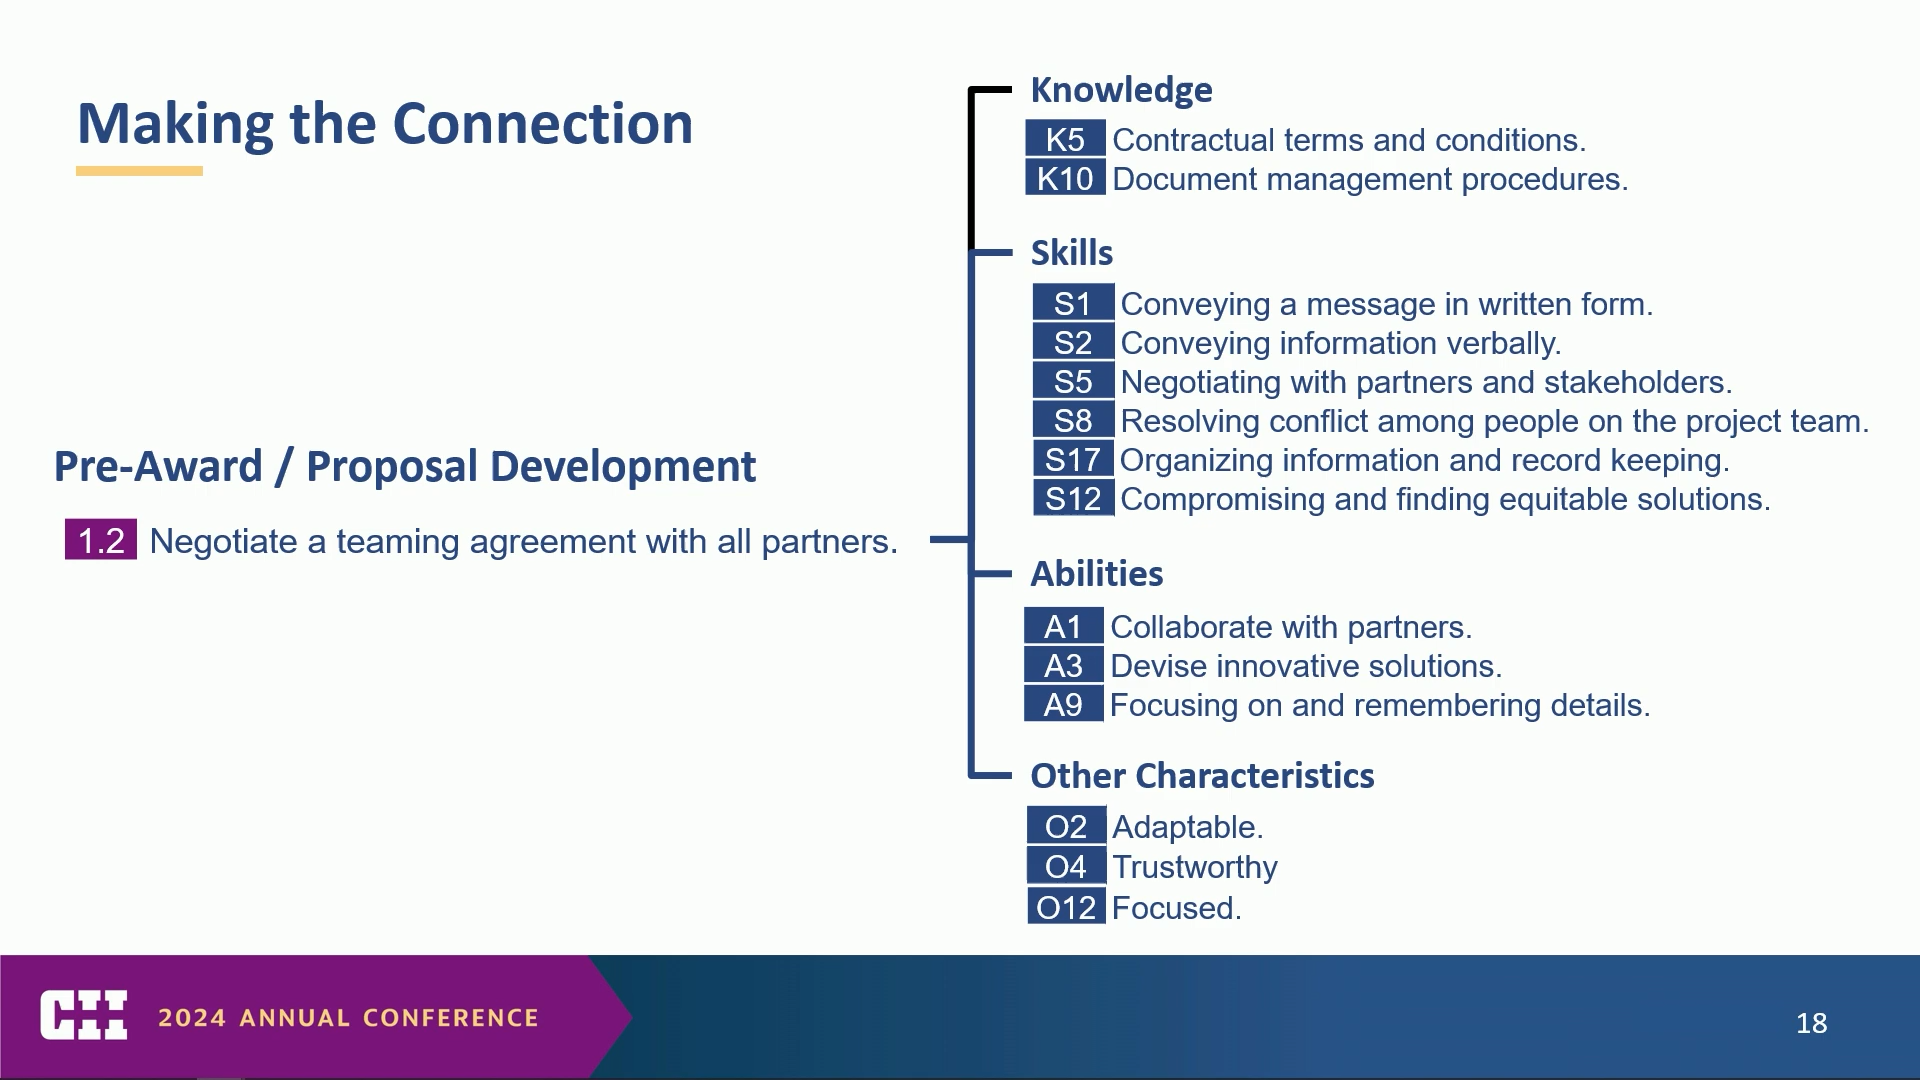 Making the Connection
Pre-Award / Proposal Development
1.2 Negotiate a teaming agreement with all partners.
Knowledge
K5 Contractual terms and conditions.
K10 Document management procedures.
Skills
S1 Conveying a message in written form.
S2 Conveying information verbally.
S5 Negotiating with partners and stakeholders.
S8 Resolving conflict among people on the project team.
S17 Organizing information and record keeping.
S12 Compromising and finding equitable solutions.
Abilities
A1 Collaborate with partners.
A3 Devise innovative solutions.
A9 Focusing on and remembering details.
Other Characteristics
O2 Adaptable.
O4 Trustworthy
O12 Focused.
CII 2024 ANNUAL CONFERENCE
18